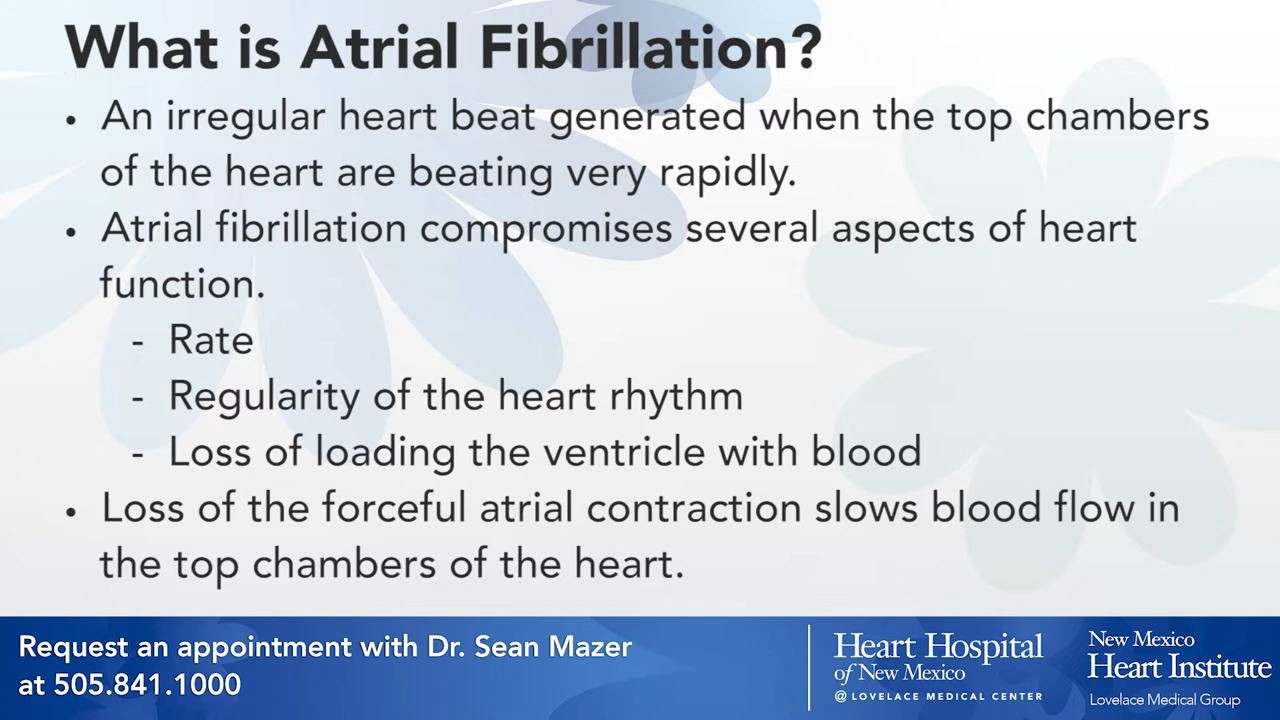 What is Atrial Fibrillation?
• An irregular heart beat generated when the top chambers
of the heart are beating very rapidly.
• Atrial fibrillation compromises several aspects of heart
function.
- Rate
- Regularity of the heart rhythm
- Loss of loading the ventricle with blood
• Loss of the forceful atrial contraction slows blood flow in
the top chambers of the heart.
Request an appointment with Dr. Sean Mazer
at 505.841.1000
Heart Hospital
of New Mexico
@ LOVELACE MEDICAL CENTER
New Mexico
Heart Institute
Lovelace Medical Group